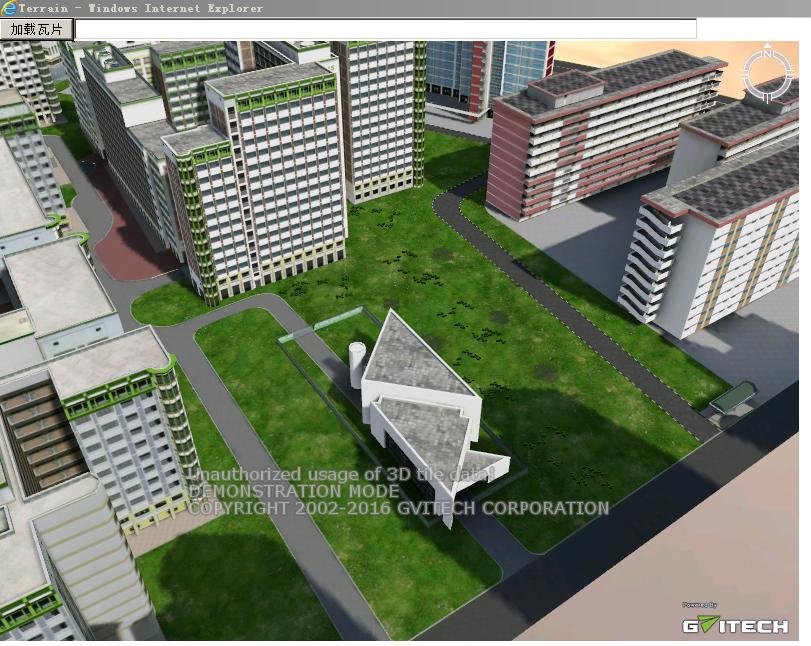 Terrain - Windows Internet Explorer
加载瓦片
N
Unauthorized usage of 3D tile data!
DEMONSTRATION MODE
COPYRIGHT 2002-2016 GVITECH CORPORATION
Powered By
GVITECH